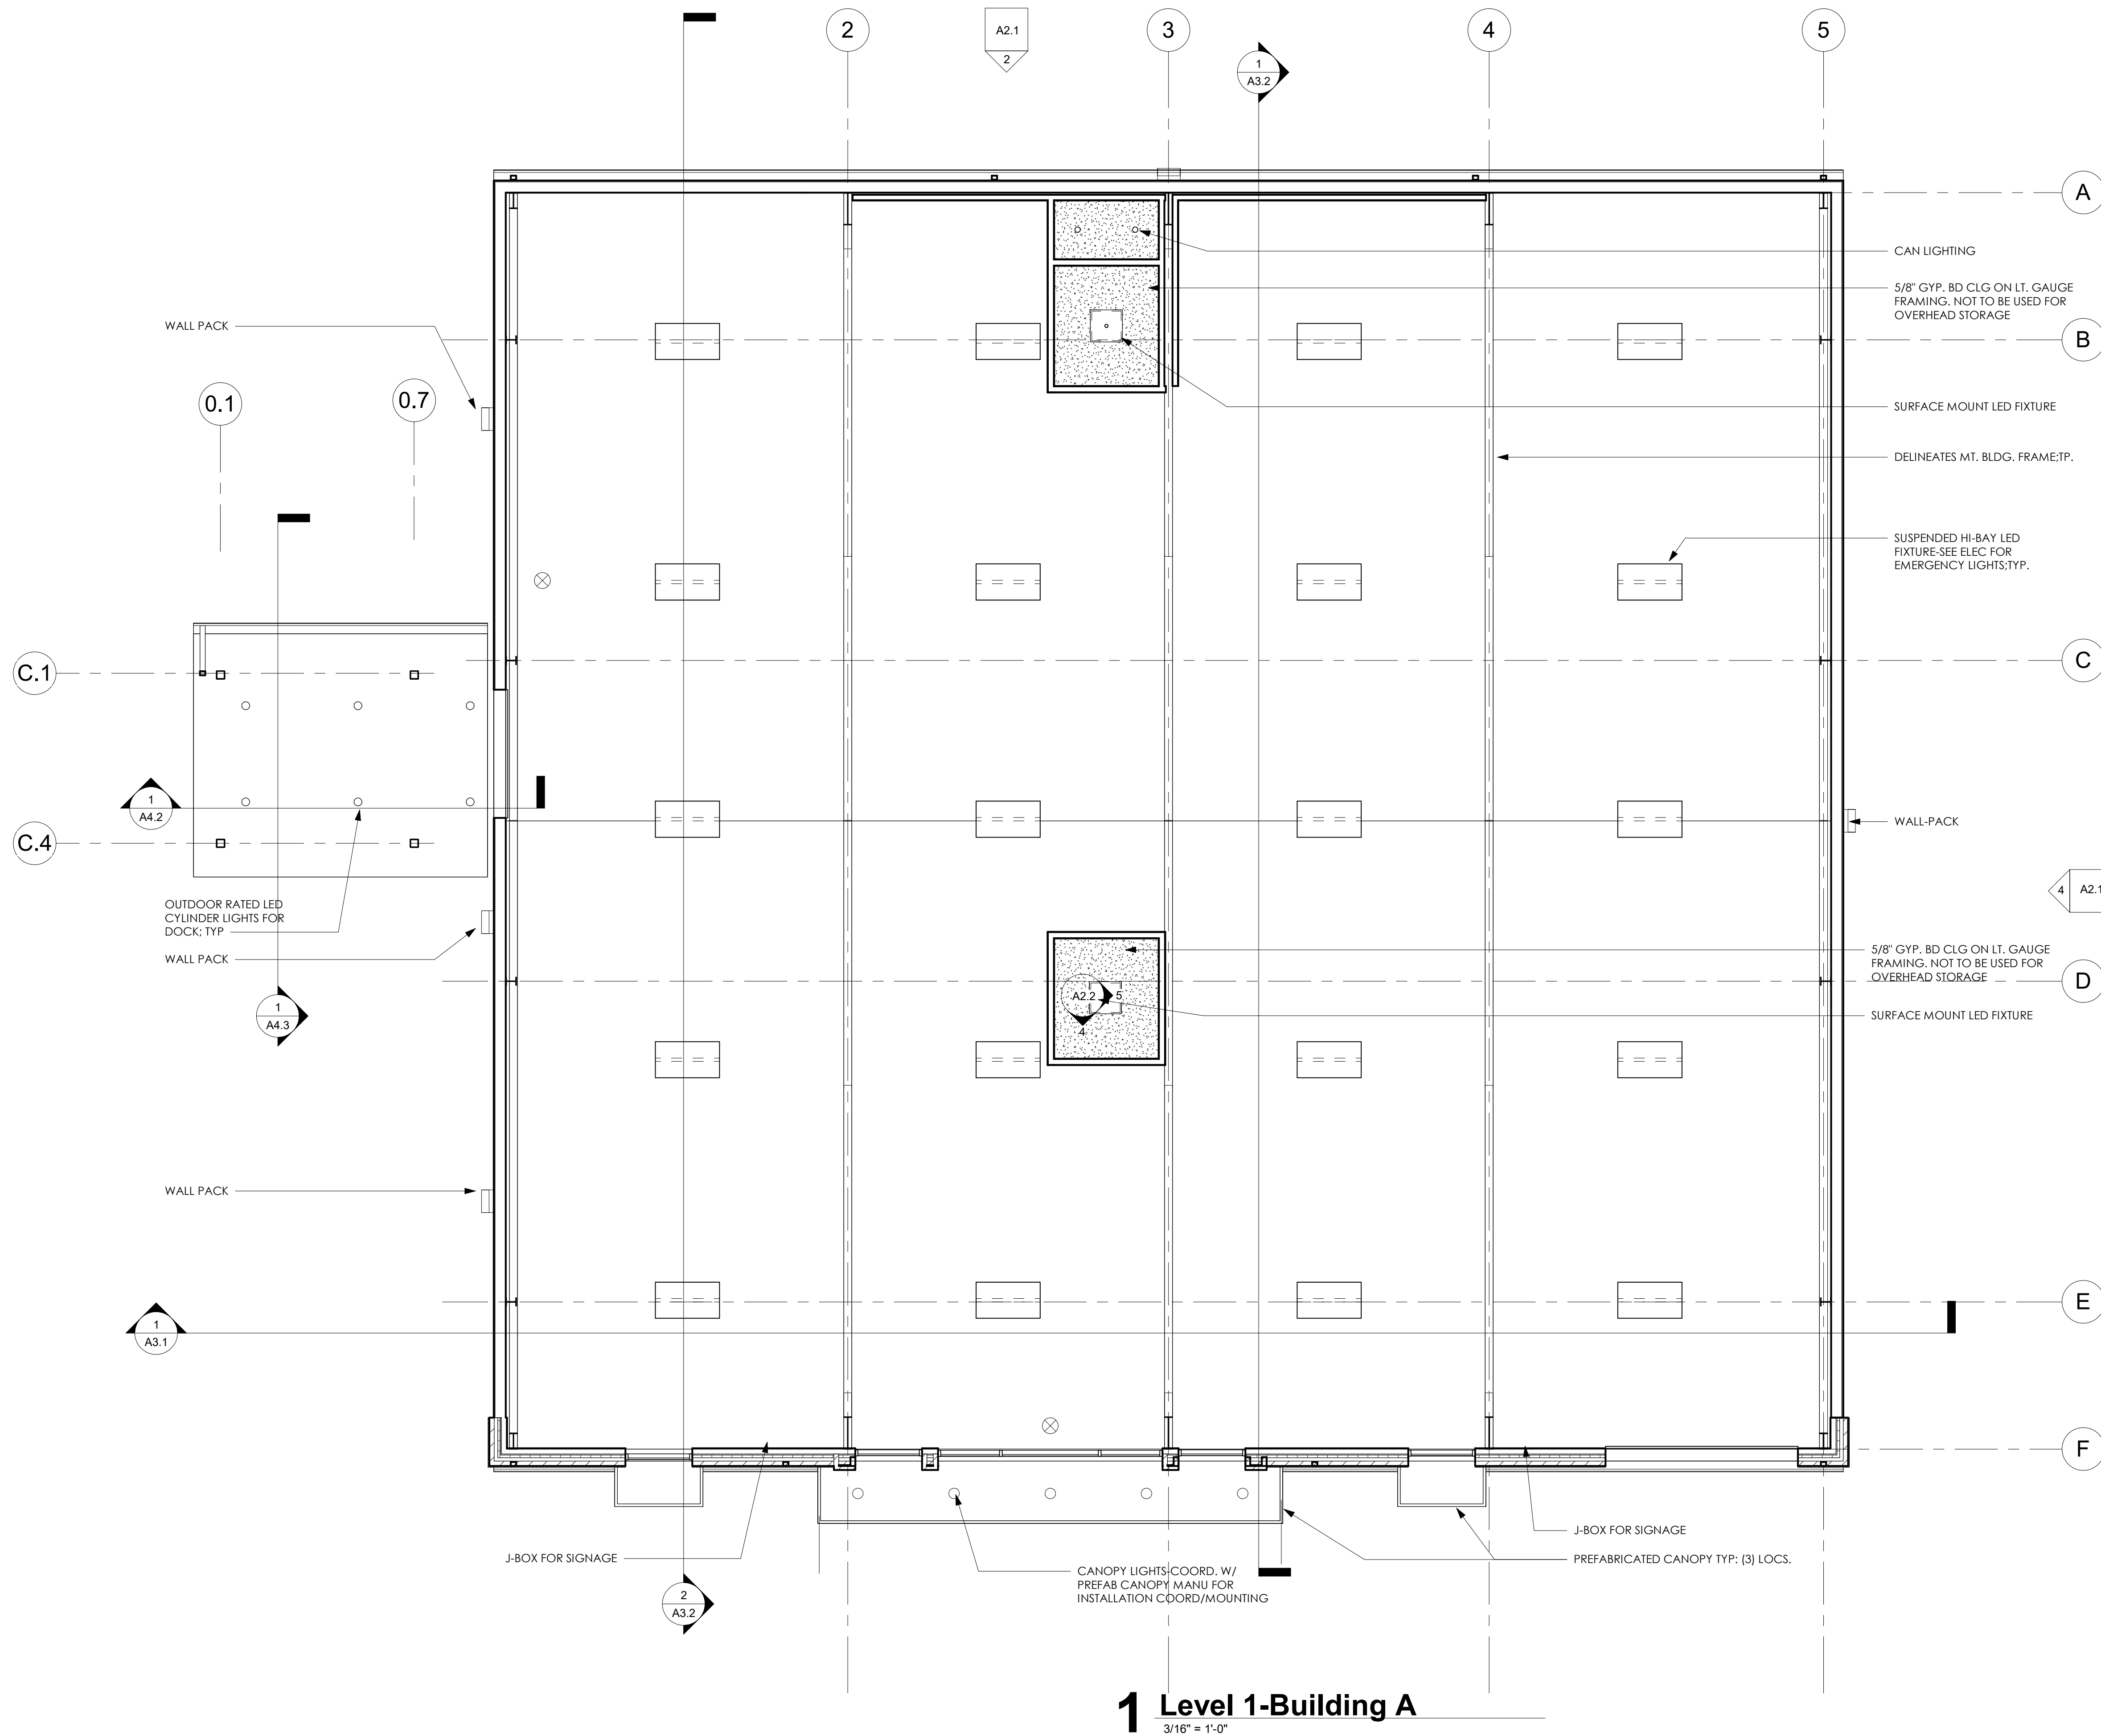 2
A2.1
2
3
1
A3.2
4
5
A
CAN LIGHTING
5/8" GYP. BD CLG ON LT. GAUGE
FRAMING. NOT TO BE USED FOR
OVERHEAD STORAGE
WALL PACK
B
0.1
0.7
SURFACE MOUNT LED FIXTURE
DELINEATES MT. BLDG. FRAME;TP.
SUSPENDED HI-BAY LED
FIXTURE-SEE ELEC FOR
EMERGENCY LIGHTS;TYP.
C.1
C
1
A4.2
WALL-PACK
C.4
4
A2.1
OUTDOOR RATED LED
CYLINDER LIGHTS FOR
DOCK; TYP
WALL PACK
5/8" GYP. BD CLG ON LT. GAUGE
FRAMING. NOT TO BE USED FOR
OVERHEAD STORAGE
D
A2.2
5
4
1
A4.3
SURFACE MOUNT LED FIXTURE
WALL PACK
E
1
A3.1
F
J-BOX FOR SIGNAGE
J-BOX FOR SIGNAGE
PREFABRICATED CANOPY TYP: (3) LOCS.
CANOPY LIGHTS-COORD. W/
PREFAB CANOPY MANU FOR
INSTALLATION COORD/MOUNTING
2
A3.2
1 Level 1-Building A
3/16" = 1'-0"